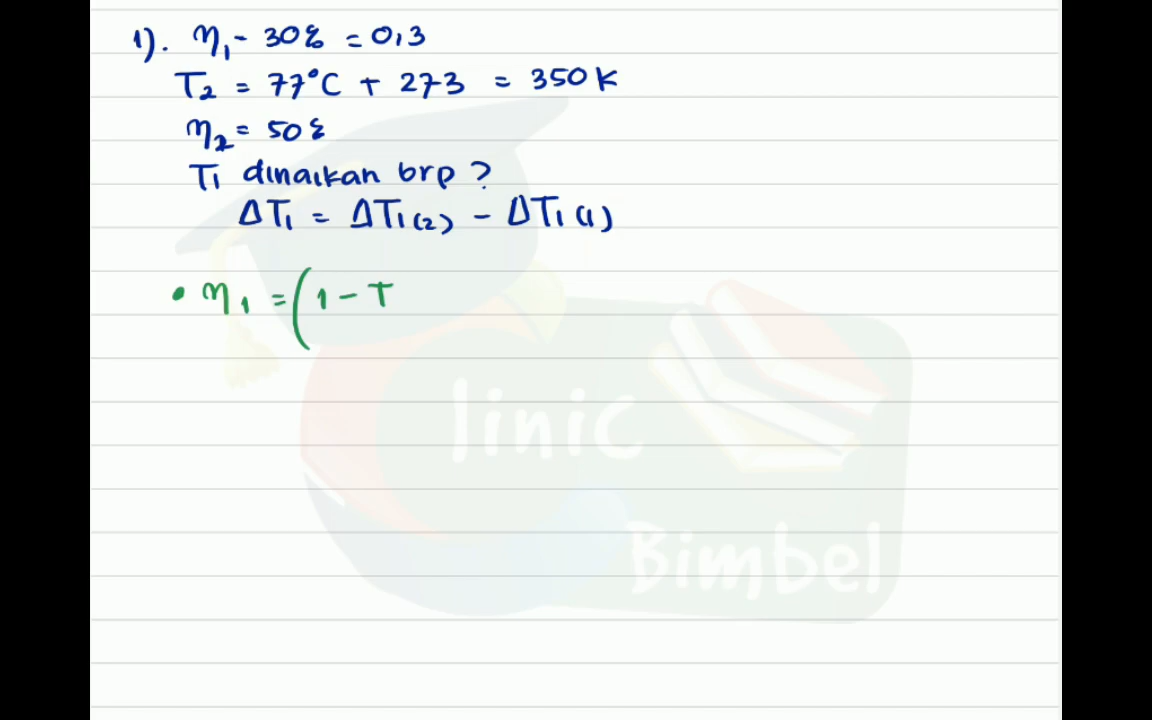 1). η₁ - 30% = 0,3
T₂ = 77°C + 273 = 350 K
η₂ = 50%
T₁ dinaikan brp ?
ΔT₁ = ΔT₁(2) - ΔT₁(1)
• η₁ = (1 - T
linic
Bimbel